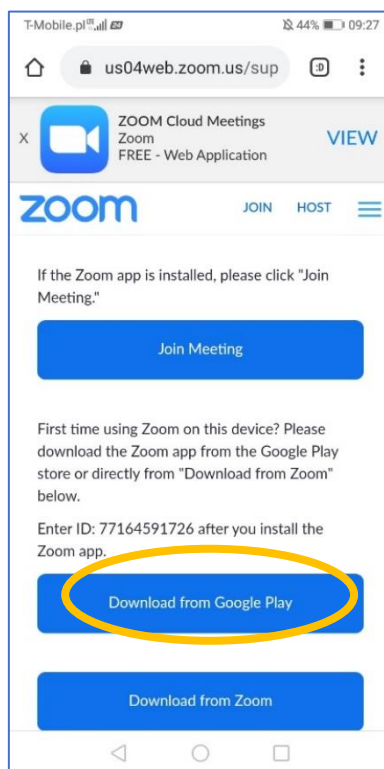 T-Mobile.pl 44% 09:27
us04web.zoom.us/sup :D
X
ZOOM Cloud Meetings
Zoom
FREE - Web Application
VIEW
zoom JOIN HOST
If the Zoom app is installed, please click "Join
Meeting."
Join Meeting
First time using Zoom on this device? Please
download the Zoom app from the Google Play
store or directly from "Download from Zoom"
below.
Enter ID: 77164591726 after you install the
Zoom app.
Download from Google Play
Download from Zoom